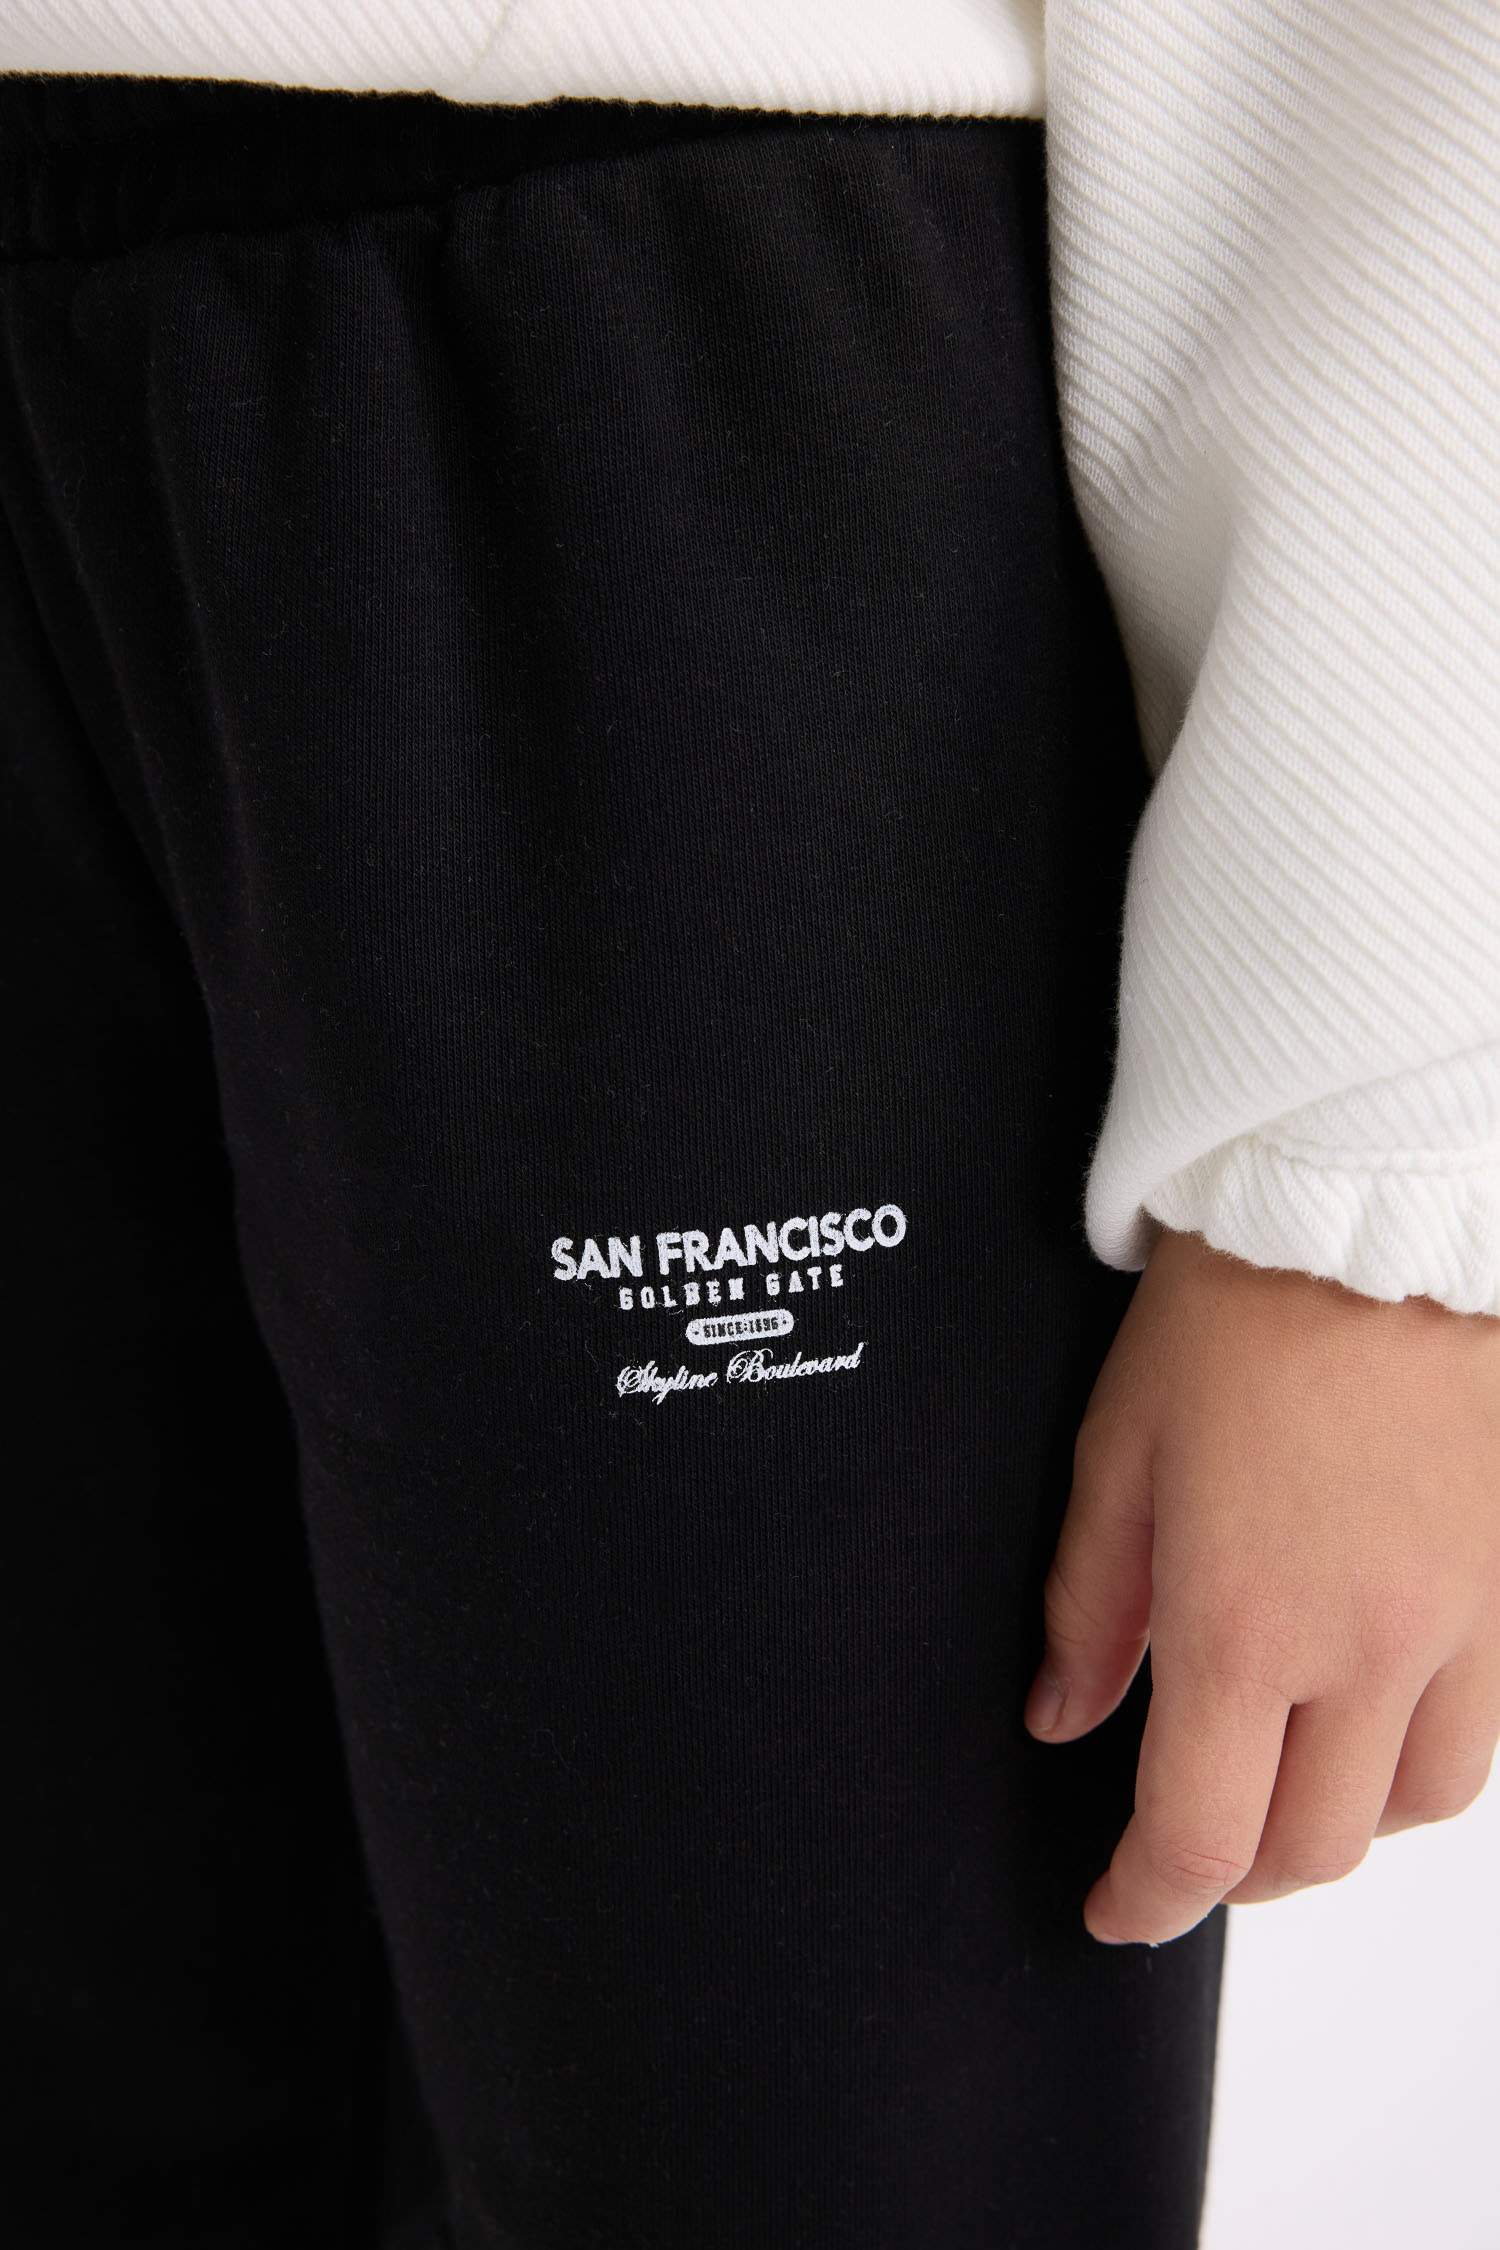 SAN FRANCISCO
GOLDEN GATE
SINCE:1896
Skyline Boulevard